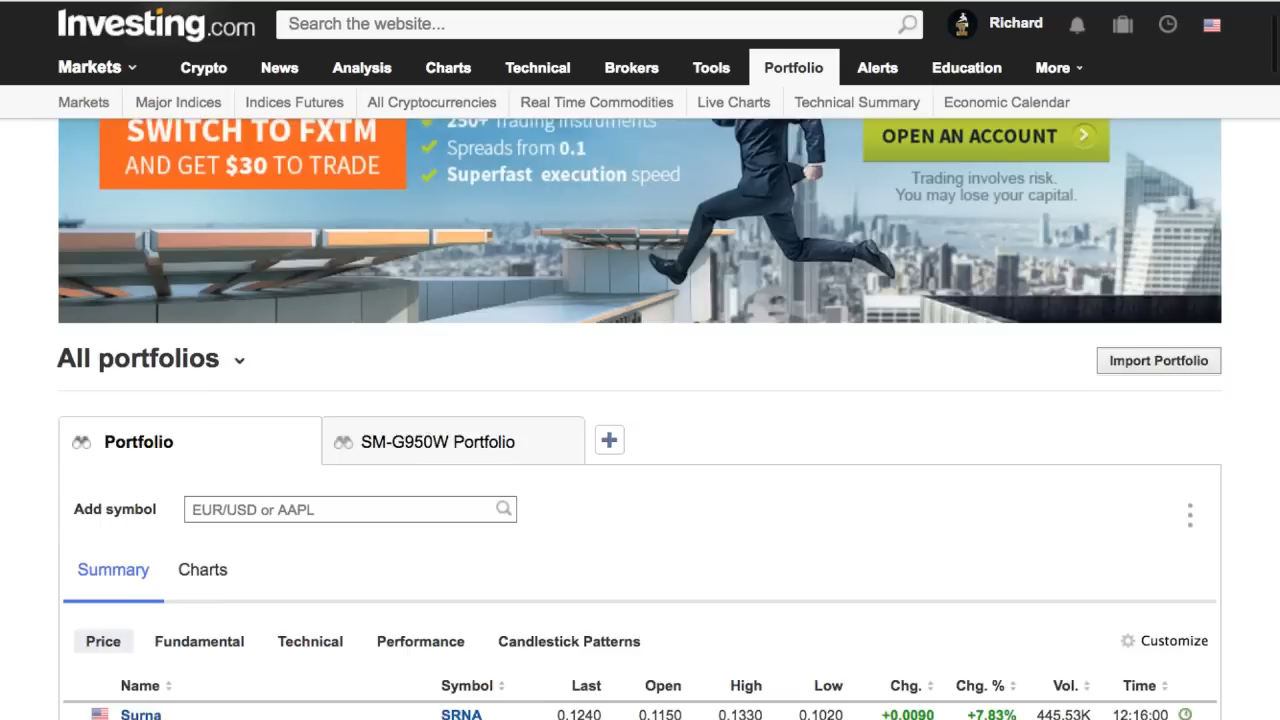 Investing.com
Search the website...
Richard
Markets
Crypto
News
Analysis
Charts
Technical
Brokers
Tools
Portfolio
Alerts
Education
More
Markets
Major Indices
Indices Futures
All Cryptocurrencies
Real Time Commodities
Live Charts
Technical Summary
Economic Calendar
SWITCH TO FXTM
AND GET $30 TO TRADE
250+ Trading instruments
Spreads from 0.1
Superfast execution speed
OPEN AN ACCOUNT
Trading involves risk.
You may lose your capital.
All portfolios
Import Portfolio
Portfolio
SM-G950W Portfolio
Add symbol
EUR/USD or AAPL
Summary
Charts
Price
Fundamental
Technical
Performance
Candlestick Patterns
Customize
Name Symbol Last Open High Low Chg. Chg. % Vol. Time
Surna SRNA 0.1240 0.1150 0.1330 0.1020 +0.0090 +7.83% 445.53K 12:16:00